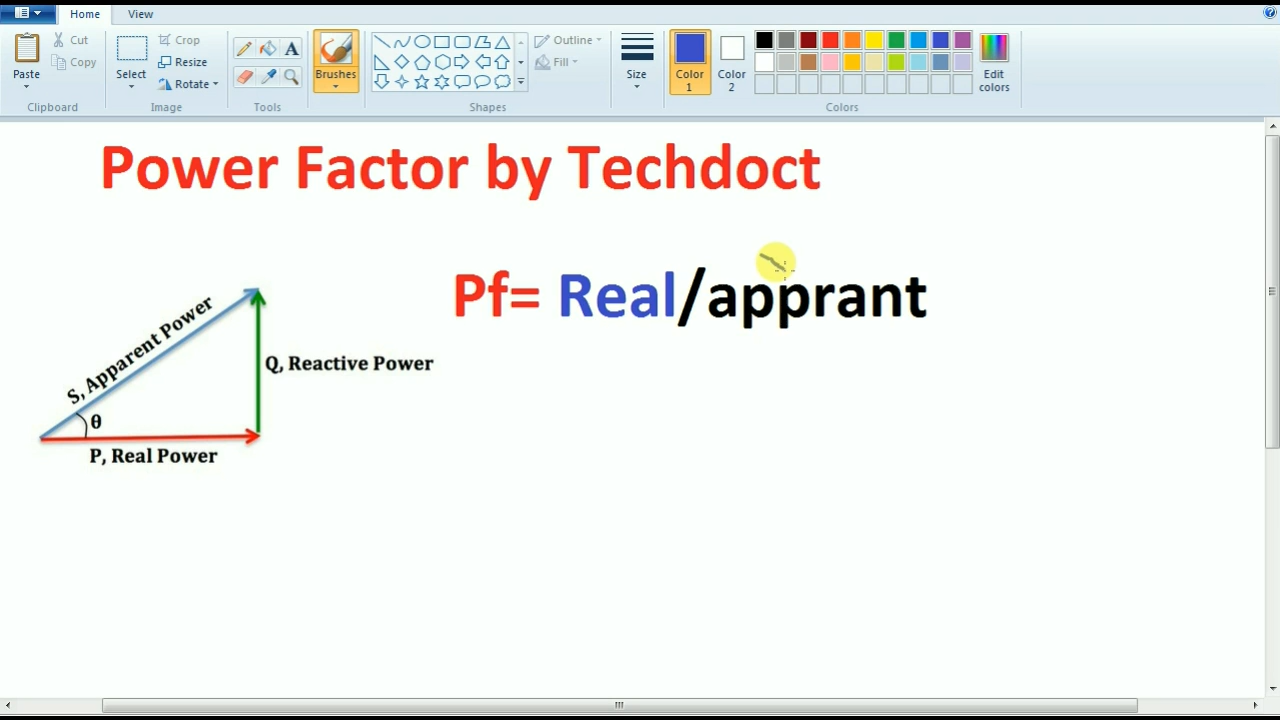 Home View
Cut
Copy
Paste
Clipboard
Crop
Resize
Rotate
Select
Image
Tools
Brushes
Shapes
Outline
Fill
Size
Color 1
Color 2
Edit colors
Colors
Power Factor by Techdoct
Pf= Real/apprant
S, Apparent Power
Q, Reactive Power
θ
P, Real Power